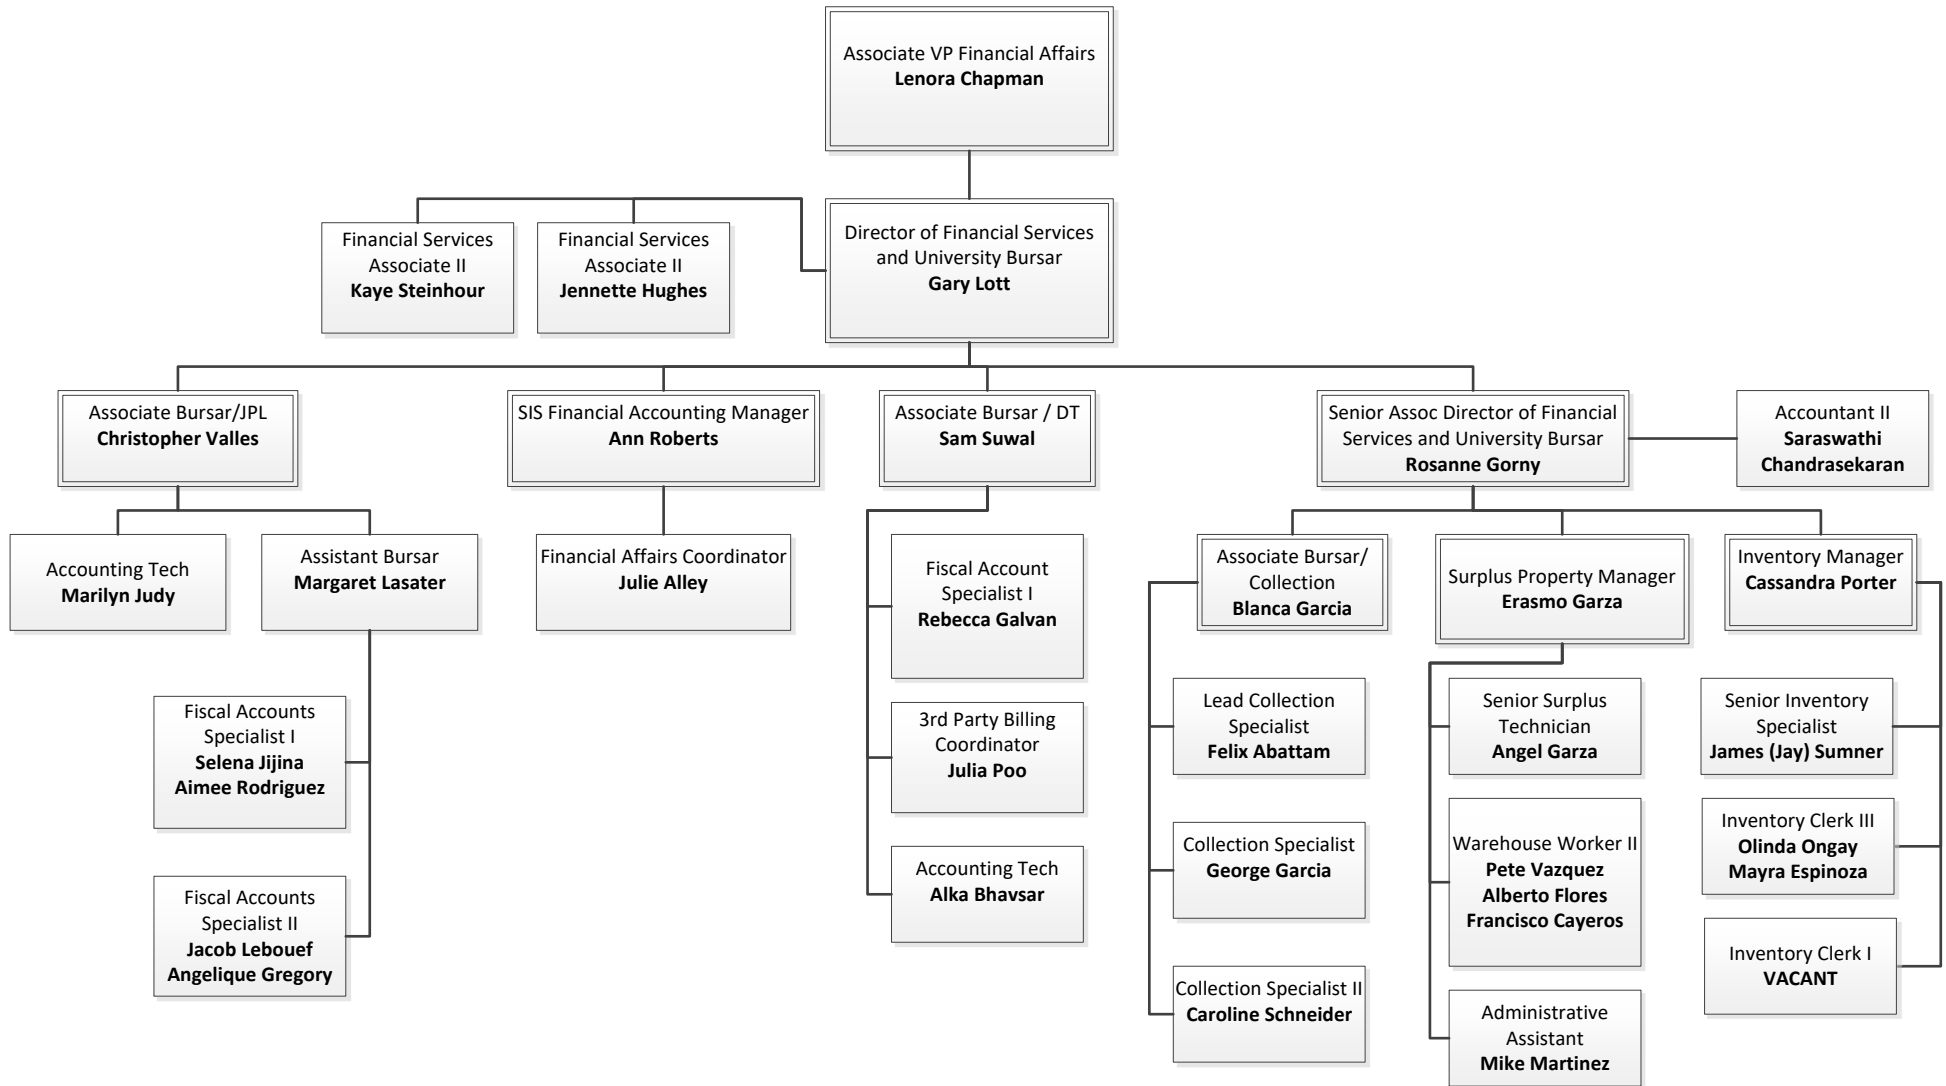 Associate VP Financial Affairs
Lenora Chapman
Financial Services
Associate II
Kaye Steinhour
Financial Services
Associate II
Jennette Hughes
Director of Financial Services
and University Bursar
Gary Lott
Associate Bursar/JPL
Christopher Valles
SIS Financial Accounting Manager
Ann Roberts
Associate Bursar / DT
Sam Suwal
Senior Assoc Director of Financial
Services and University Bursar
Rosanne Gorny
Accountant II
Saraswathi
Chandrasekaran
Accounting Tech
Marilyn Judy
Assistant Bursar
Margaret Lasater
Financial Affairs Coordinator
Julie Alley
Fiscal Account
Specialist I
Rebecca Galvan
Associate Bursar/
Collection
Blanca Garcia
Surplus Property Manager
Erasmo Garza
Inventory Manager
Cassandra Porter
Fiscal Accounts
Specialist I
Selena Jijina
Aimee Rodriguez
3rd Party Billing
Coordinator
Julia Poo
Lead Collection
Specialist
Felix Abattam
Senior Surplus
Technician
Angel Garza
Senior Inventory
Specialist
James (Jay) Sumner
Fiscal Accounts
Specialist II
Jacob Lebouef
Angelique Gregory
Accounting Tech
Alka Bhavsar
Collection Specialist
George Garcia
Warehouse Worker II
Pete Vazquez
Alberto Flores
Francisco Cayeros
Inventory Clerk III
Olinda Ongay
Mayra Espinoza
Collection Specialist II
Caroline Schneider
Administrative
Assistant
Mike Martinez
Inventory Clerk I
VACANT